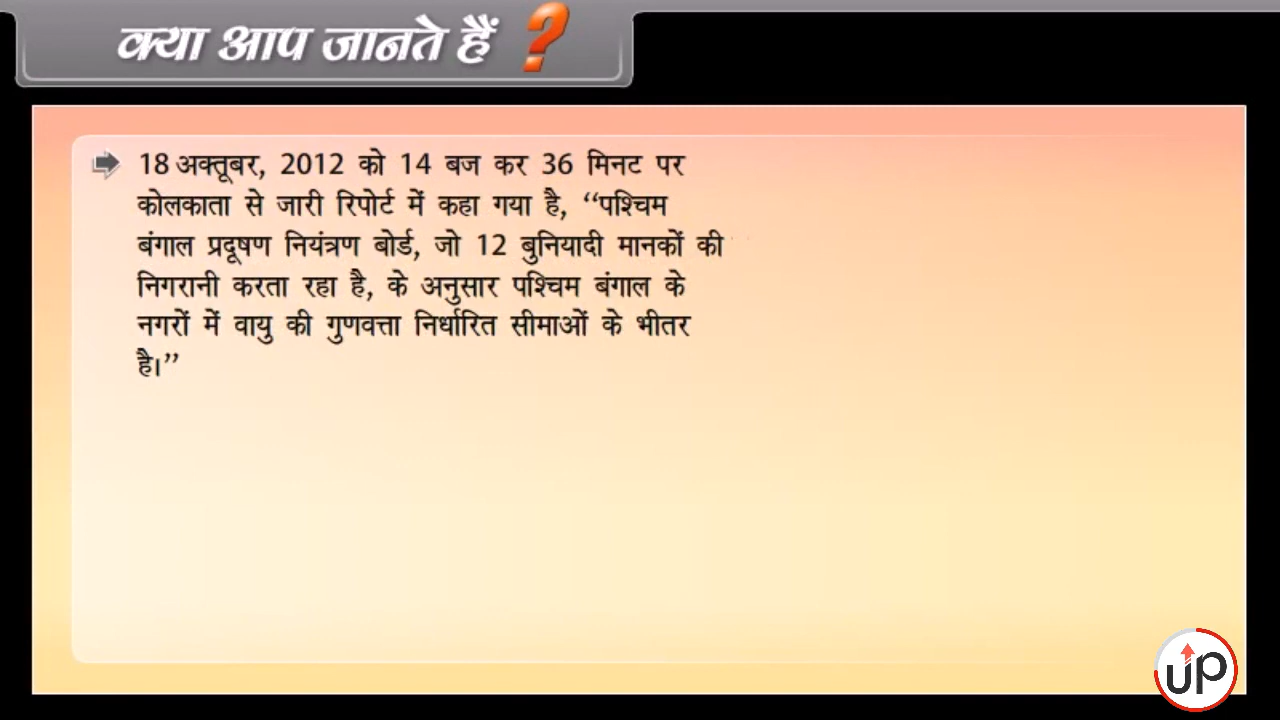 क्या आप जानते हैं ?
18 अक्तूबर, 2012 को 14 बज कर 36 मिनट पर
कोलकाता से जारी रिपोर्ट में कहा गया है, ‘‘पश्चिम
बंगाल प्रदूषण नियंत्रण बोर्ड, जो 12 बुनियादी मानकों की
निगरानी करता रहा है, के अनुसार पश्चिम बंगाल के
नगरों में वायु की गुणवत्ता निर्धारित सीमाओं के भीतर
है।’’
UP